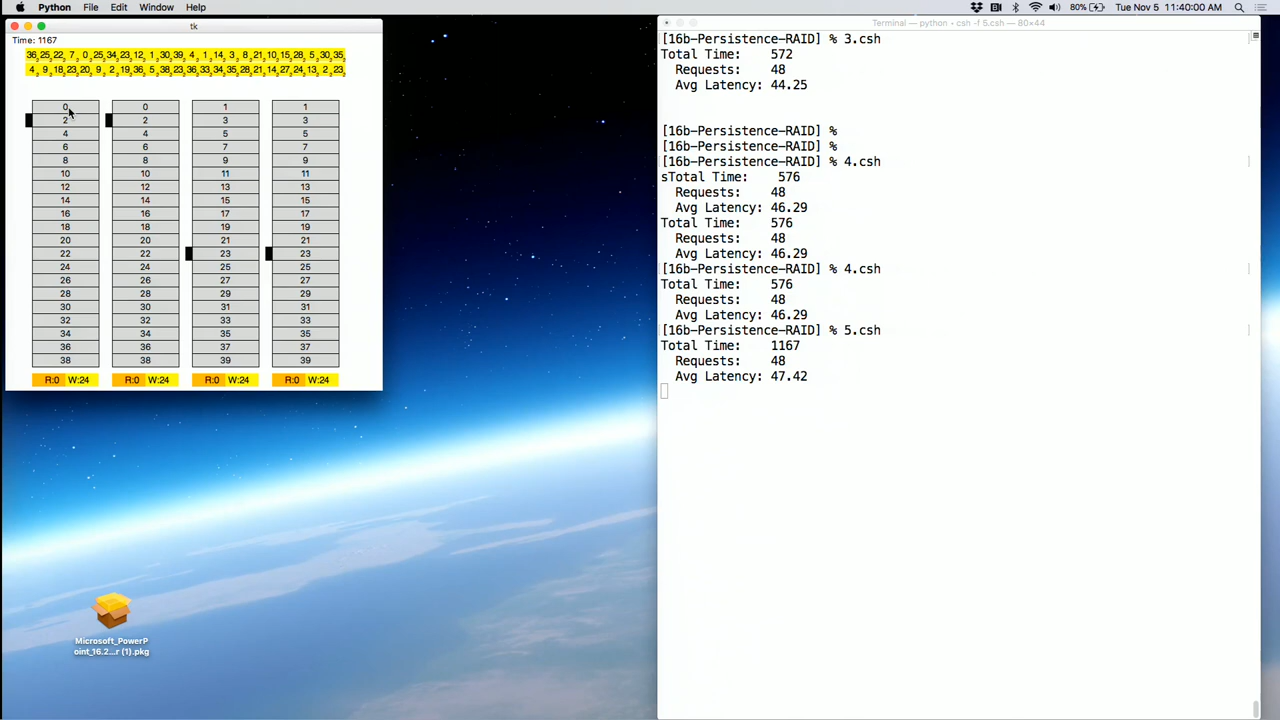 Python File Edit Window Help 80% Tue Nov 5 11:40:00 AM
tk
Time: 1167
36 25 22 7 0 25 34 23 12 1 30 39 4 1 14 3 8 21 10 15 28 5 30 35
4 9 18 23 20 9 2 19 36 5 38 23 36 33 34 35 28 21 14 27 24 13 2 23
0 0 1 1
2 2 3 3
4 4 5 5
6 6 7 7
8 8 9 9
10 10 11 11
12 12 13 13
14 14 15 15
16 16 17 17
18 18 19 19
20 20 21 21
22 22 23 23
24 24 25 25
26 26 27 27
28 28 29 29
30 30 31 31
32 32 33 33
34 34 35 35
36 36 37 37
38 38 39 39
R:0 W:24 R:0 W:24 R:0 W:24 R:0 W:24
Microsoft_PowerP
oint_16.2...r (1).pkg
Terminal — python • csh -f 5.csh — 80×44
[16b-Persistence-RAID] % 3.csh
Total Time: 572
Requests: 48
Avg Latency: 44.25
[16b-Persistence-RAID] %
[16b-Persistence-RAID] %
[16b-Persistence-RAID] % 4.csh
sTotal Time: 576
Requests: 48
Avg Latency: 46.29
Total Time: 576
Requests: 48
Avg Latency: 46.29
[16b-Persistence-RAID] % 4.csh
Total Time: 576
Requests: 48
Avg Latency: 46.29
[16b-Persistence-RAID] % 5.csh
Total Time: 1167
Requests: 48
Avg Latency: 47.42